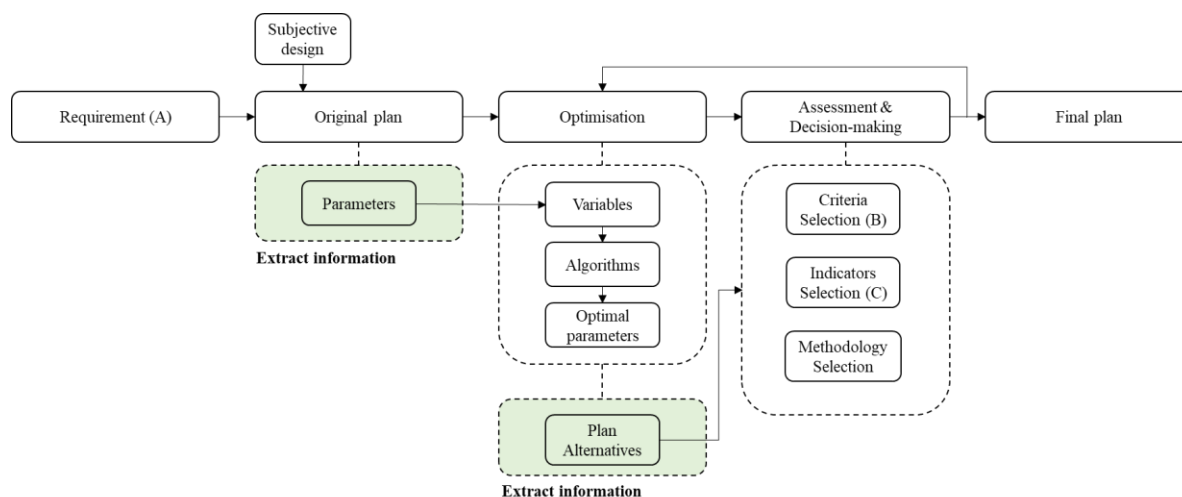 Subjective
design
Requirement (A)
Original plan
Optimisation
Assessment &
Decision-making
Final plan
Parameters
Extract information
Variables
Algorithms
Optimal
parameters
Criteria
Selection (B)
Indicators
Selection (C)
Methodology
Selection
Plan
Alternatives
Extract information